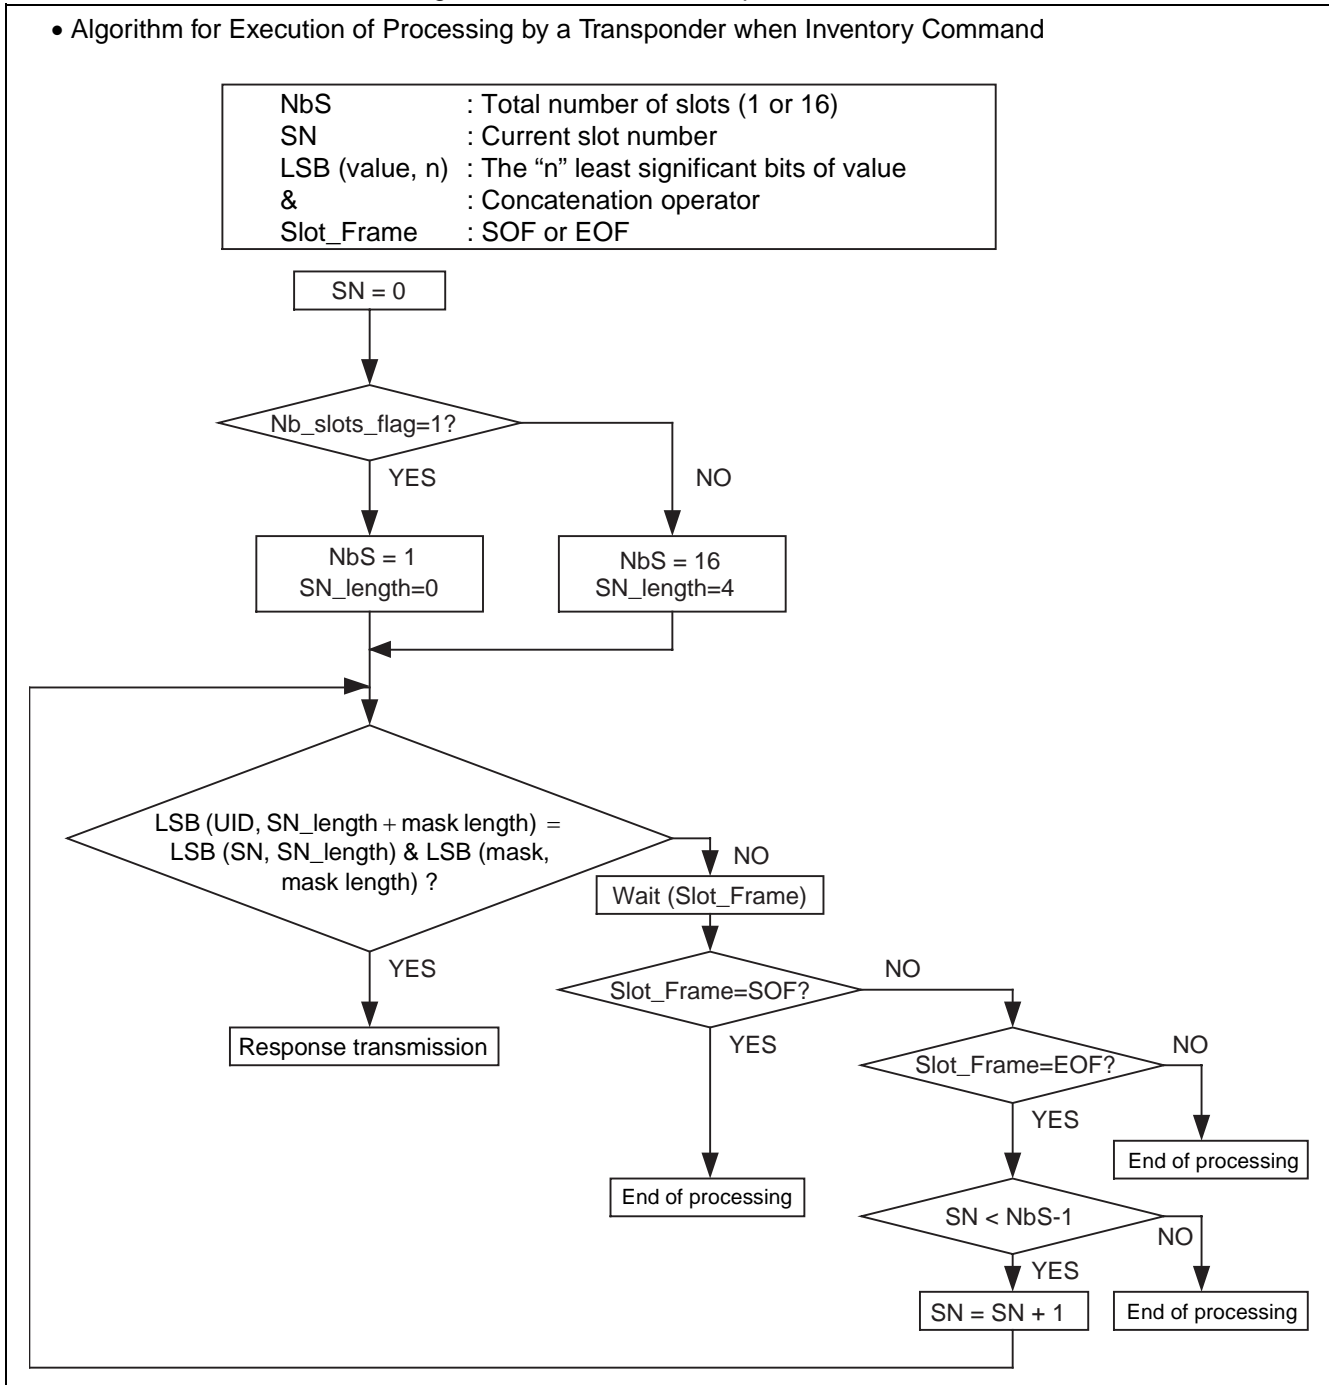 • Algorithm for Execution of Processing by a Transponder when Inventory Command
NbS : Total number of slots (1 or 16)
SN : Current slot number
LSB (value, n) : The “n” least significant bits of value
& : Concatenation operator
Slot_Frame : SOF or EOF
SN = 0
Nb_slots_flag=1?
YES
NO
NbS = 1
SN_length=0
NbS = 16
SN_length=4
LSB (UID, SN_length + mask length) =
LSB (SN, SN_length) & LSB (mask,
mask length) ?
NO
Wait (Slot_Frame)
YES
Response transmission
Slot_Frame=SOF?
NO
YES
End of processing
Slot_Frame=EOF?
NO
YES
End of processing
SN < NbS-1
NO
YES
SN = SN + 1
End of processing